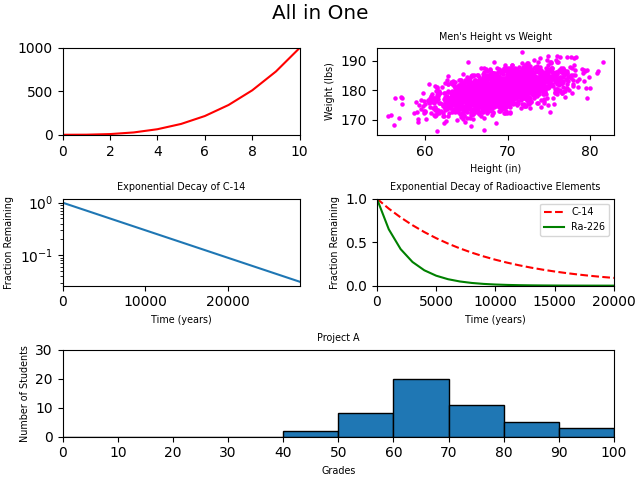 All in One
1000
500
0
0 2 4 6 8 10
Men's Height vs Weight
Weight (lbs)
190
180
170
60 70 80
Height (in)
Exponential Decay of C-14
Fraction Remaining
10⁰
10⁻¹
0 10000 20000
Time (years)
Exponential Decay of Radioactive Elements
Fraction Remaining
1.0
0.5
0.0
C-14
Ra-226
0 5000 10000 15000 20000
Time (years)
Project A
Number of Students
30
20
10
0
0 10 20 30 40 50 60 70 80 90 100
Grades